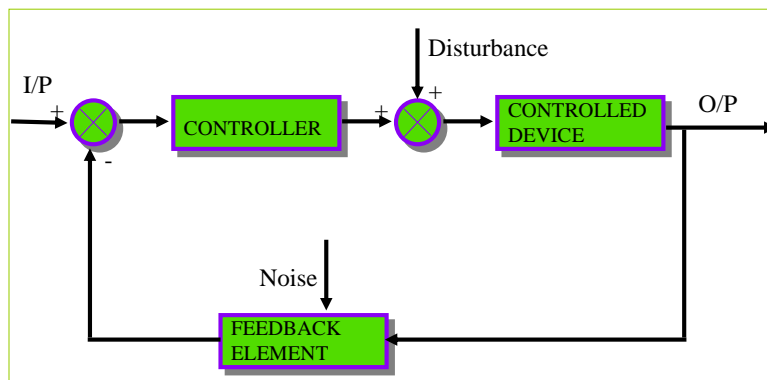 Disturbance
I/P
+
+
+
CONTROLLER
CONTROLLED
DEVICE
O/P
-
Noise
FEEDBACK
ELEMENT